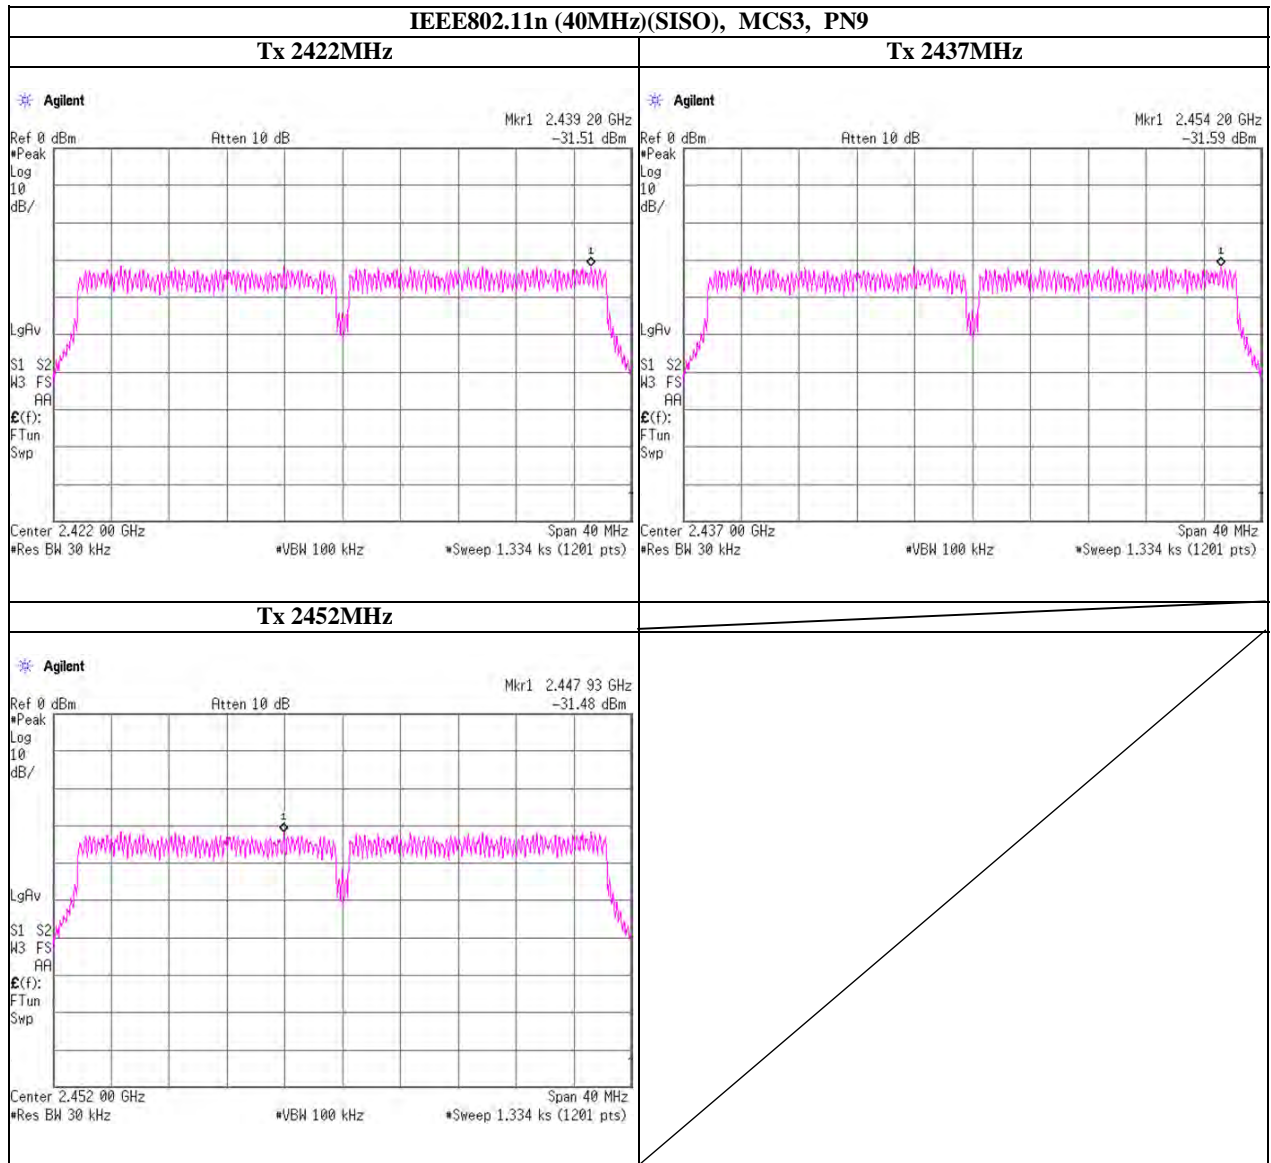 IEEE802.11n (40MHz)(SISO), MCS3, PN9
Tx 2422MHz
Agilent
Mkr1 2.439 20 GHz
Ref 0 dBm Atten 10 dB -31.51 dBm
#Peak
Log
10
dB/
1
LgAv
S1 S2
W3 FS
AA
£(f):
FTun
Swp
Center 2.422 00 GHz Span 40 MHz
#Res BW 30 kHz #VBW 100 kHz #Sweep 1.334 ks (1201 pts)
Tx 2437MHz
Agilent
Mkr1 2.454 20 GHz
Ref 0 dBm Atten 10 dB -31.59 dBm
#Peak
Log
10
dB/
1
LgAv
S1 S2
W3 FS
AA
£(f):
FTun
Swp
Center 2.437 00 GHz Span 40 MHz
#Res BW 30 kHz #VBW 100 kHz #Sweep 1.334 ks (1201 pts)
Tx 2452MHz
Agilent
Mkr1 2.447 93 GHz
Ref 0 dBm Atten 10 dB -31.48 dBm
#Peak
Log
10
dB/
1
LgAv
S1 S2
W3 FS
AA
£(f):
FTun
Swp
Center 2.452 00 GHz Span 40 MHz
#Res BW 30 kHz #VBW 100 kHz #Sweep 1.334 ks (1201 pts)